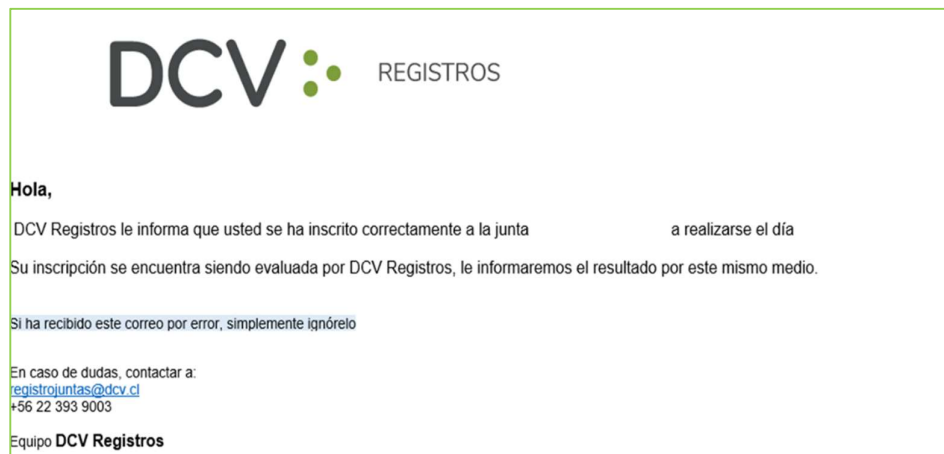 DCV REGISTROS
Hola,
DCV Registros le informa que usted se ha inscrito correctamente a la junta a realizarse el día
Su inscripción se encuentra siendo evaluada por DCV Registros, le informaremos el resultado por este mismo medio.
Si ha recibido este correo por error, simplemente ignórelo
En caso de dudas, contactar a:
registrojuntas@dcv.cl
+56 22 393 9003
Equipo DCV Registros